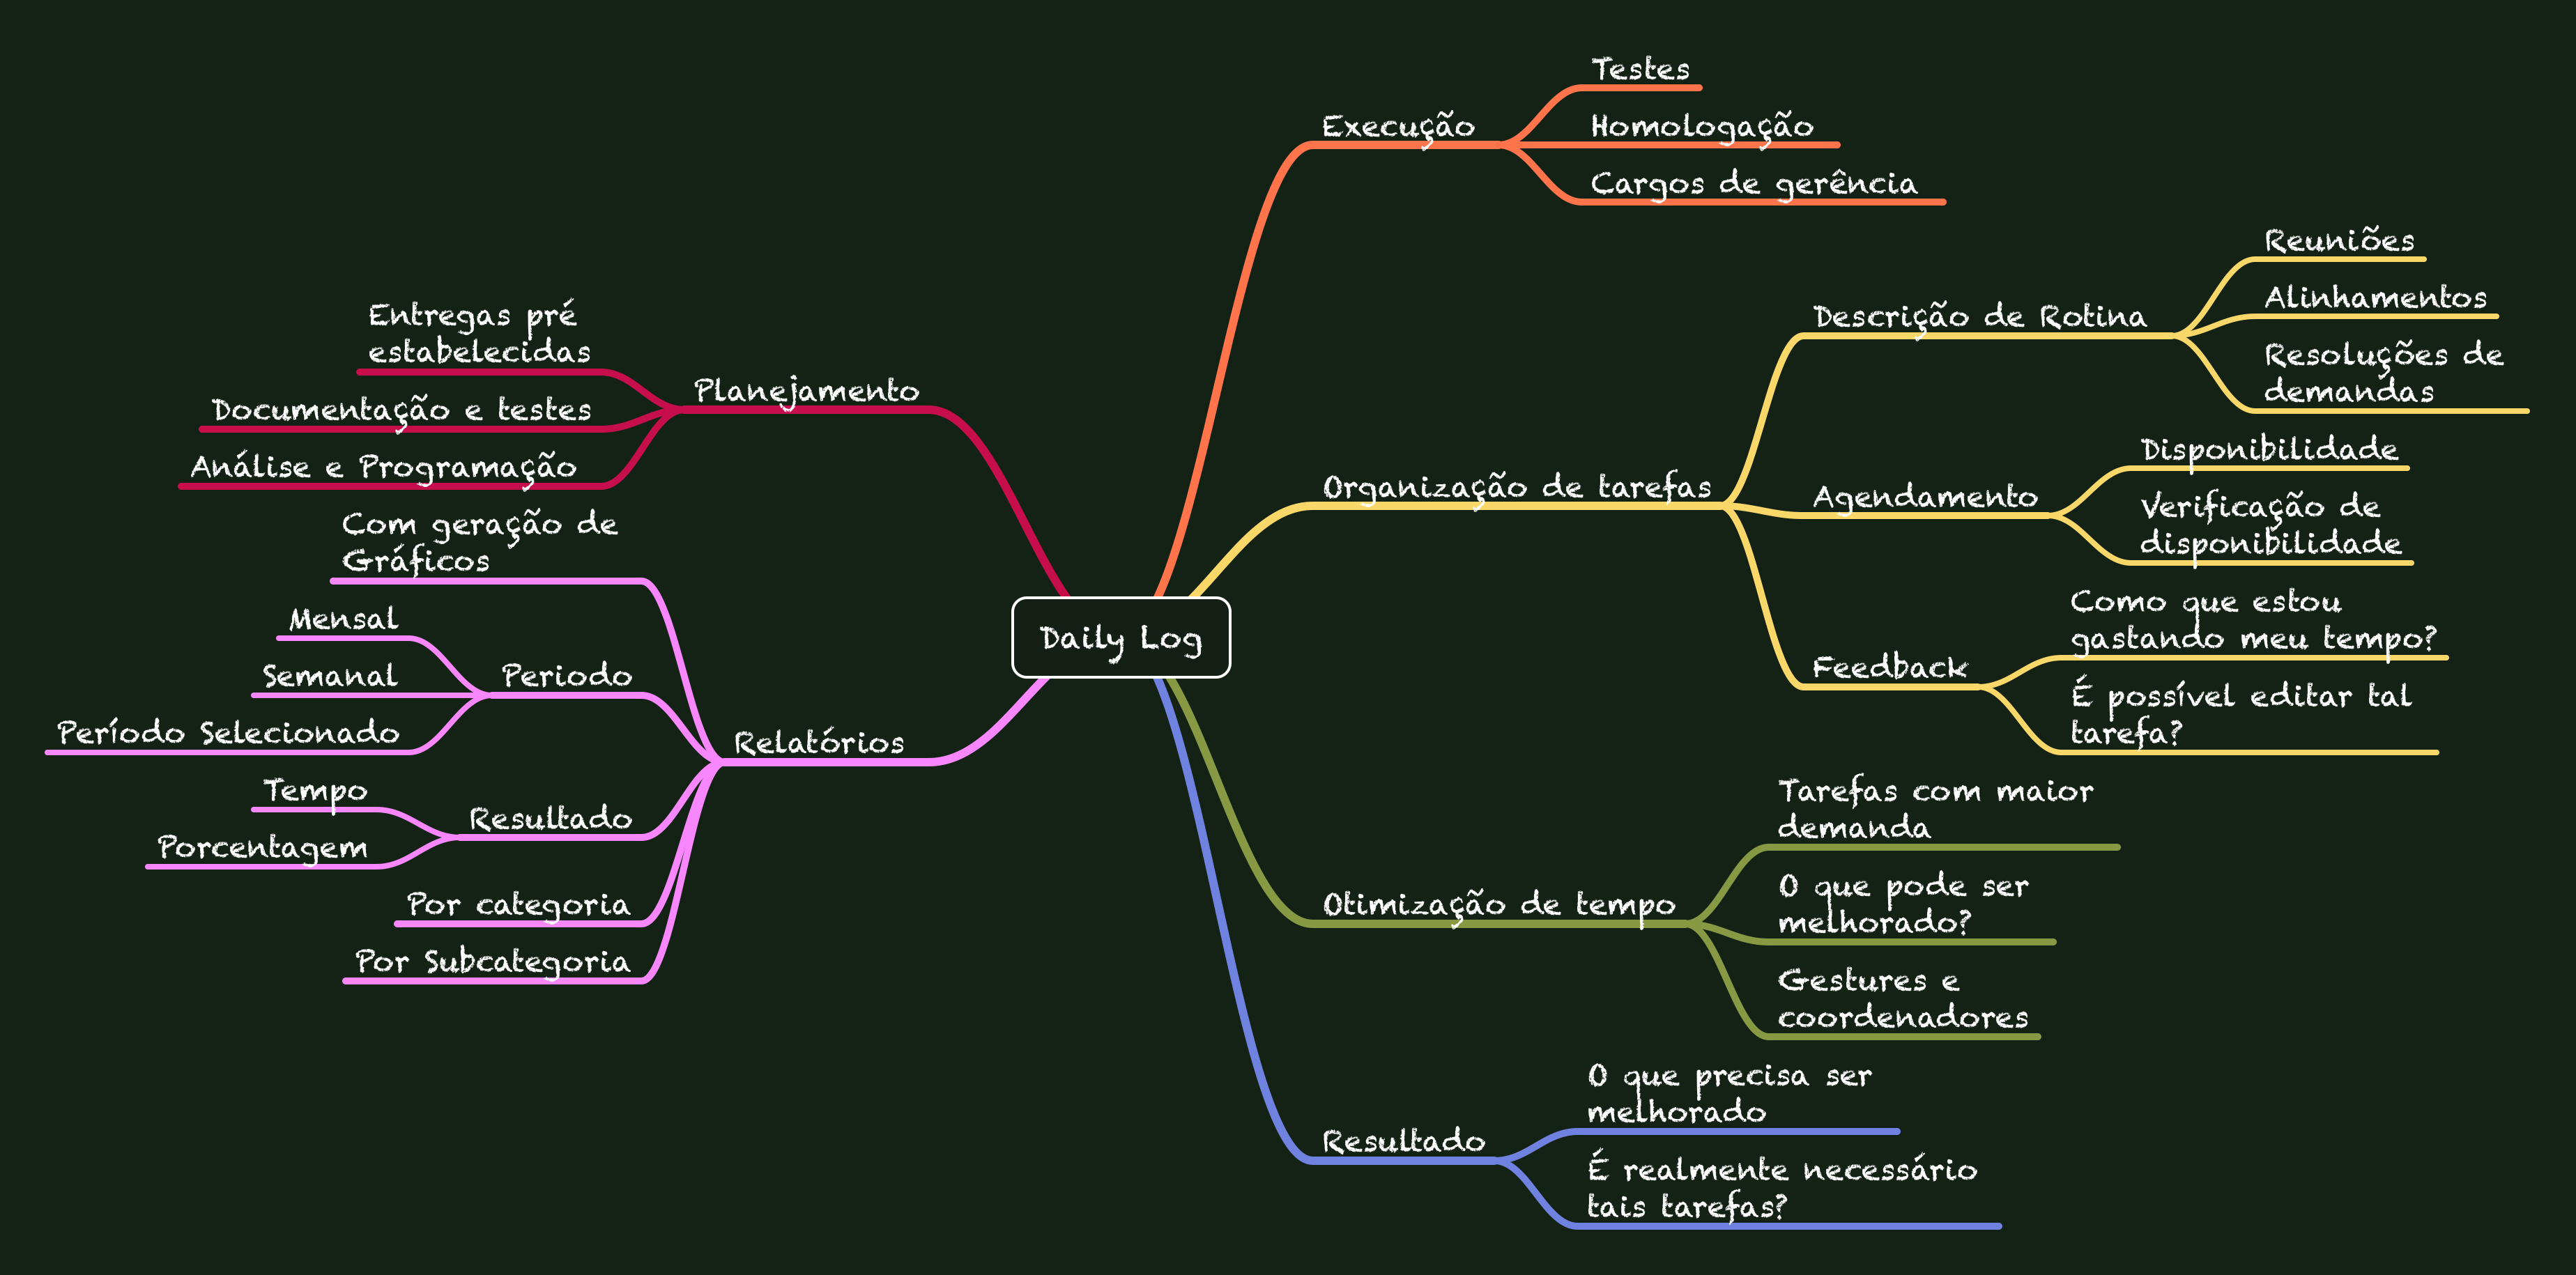 Daily Log
Execução
Testes
Homologação
Cargos de gerência
Organização de tarefas
Descrição de Rotina
Reuniões
Alinhamentos
Resoluções de
demandas
Agendamento
Disponibilidade
Verificação de
disponibilidade
Feedback
Como que estou
gastando meu tempo?
É possível editar tal
tarefa?
Otimização de tempo
Tarefas com maior
demanda
O que pode ser
melhorado?
Gestures e
coordenadores
Resultado
O que precisa ser
melhorado
É realmente necessário
tais tarefas?
Planejamento
Entregas pré
estabelecidas
Documentação e testes
Análise e Programação
Relatórios
Com geração de
Gráficos
Periodo
Mensal
Semanal
Período Selecionado
Resultado
Tempo
Porcentagem
Por categoria
Por Subcategoria